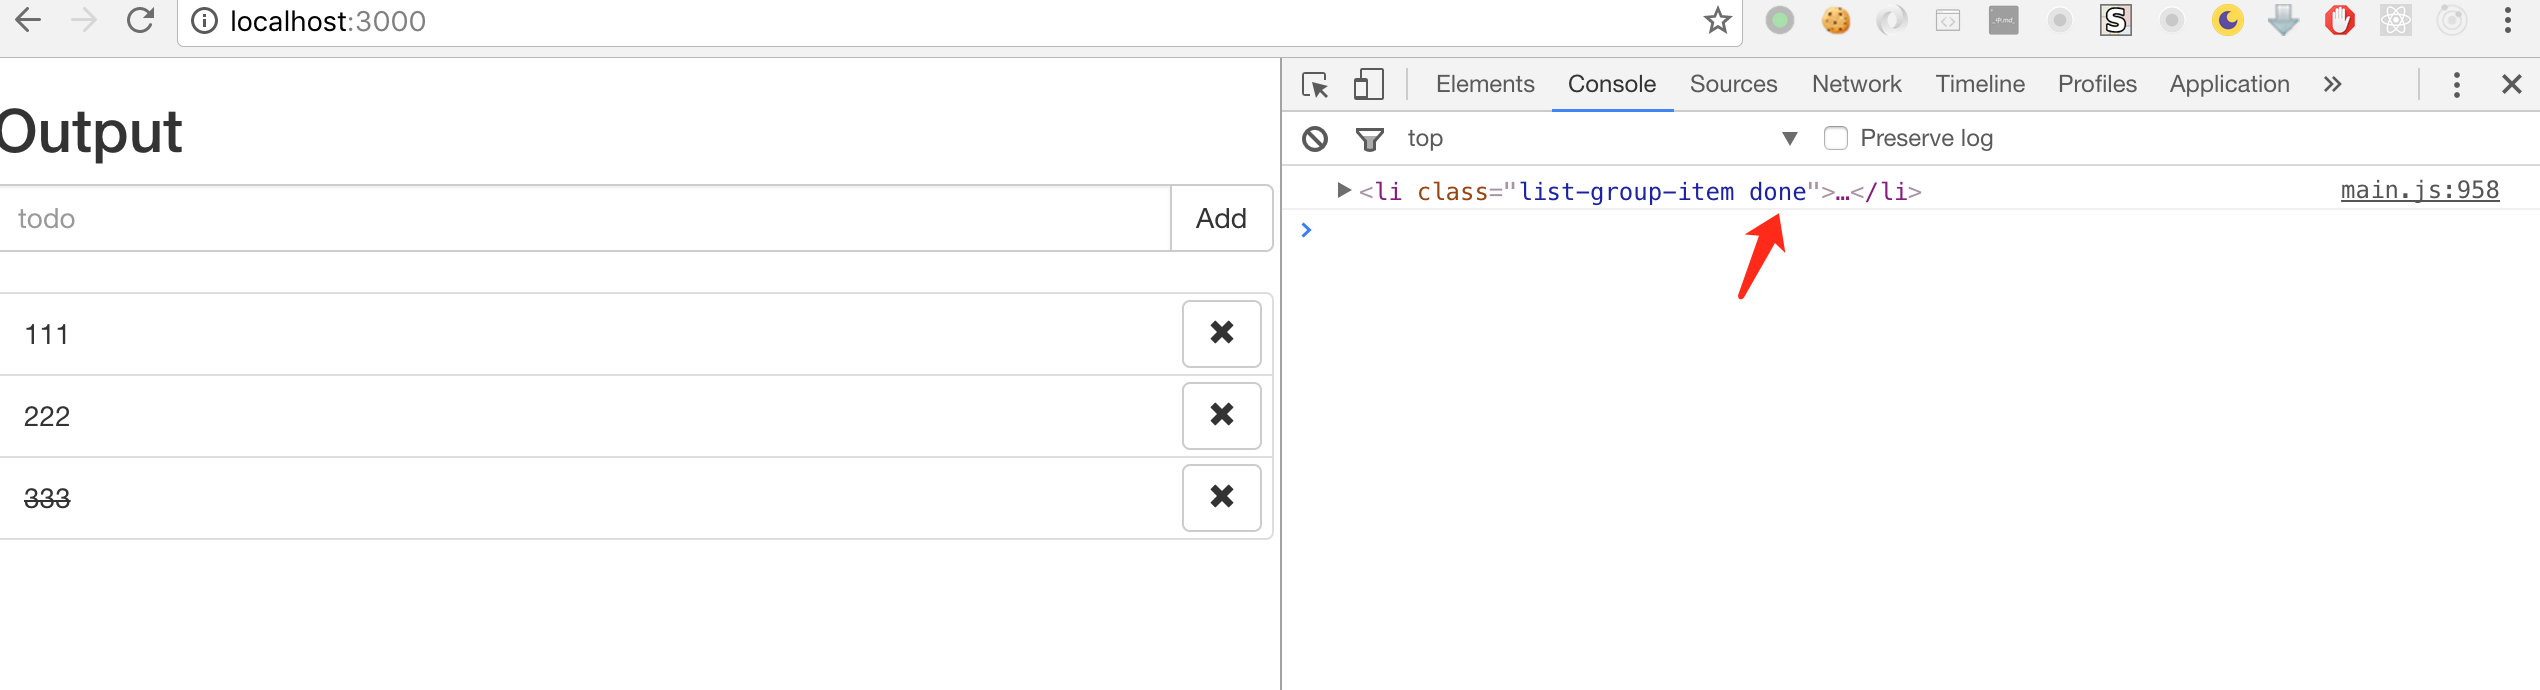 localhost:3000
Elements Console Sources Network Timeline Profiles Application
top Preserve log
<li class="list-group-item done">…</li> main.js:958
Output
todo Add
111
222
333